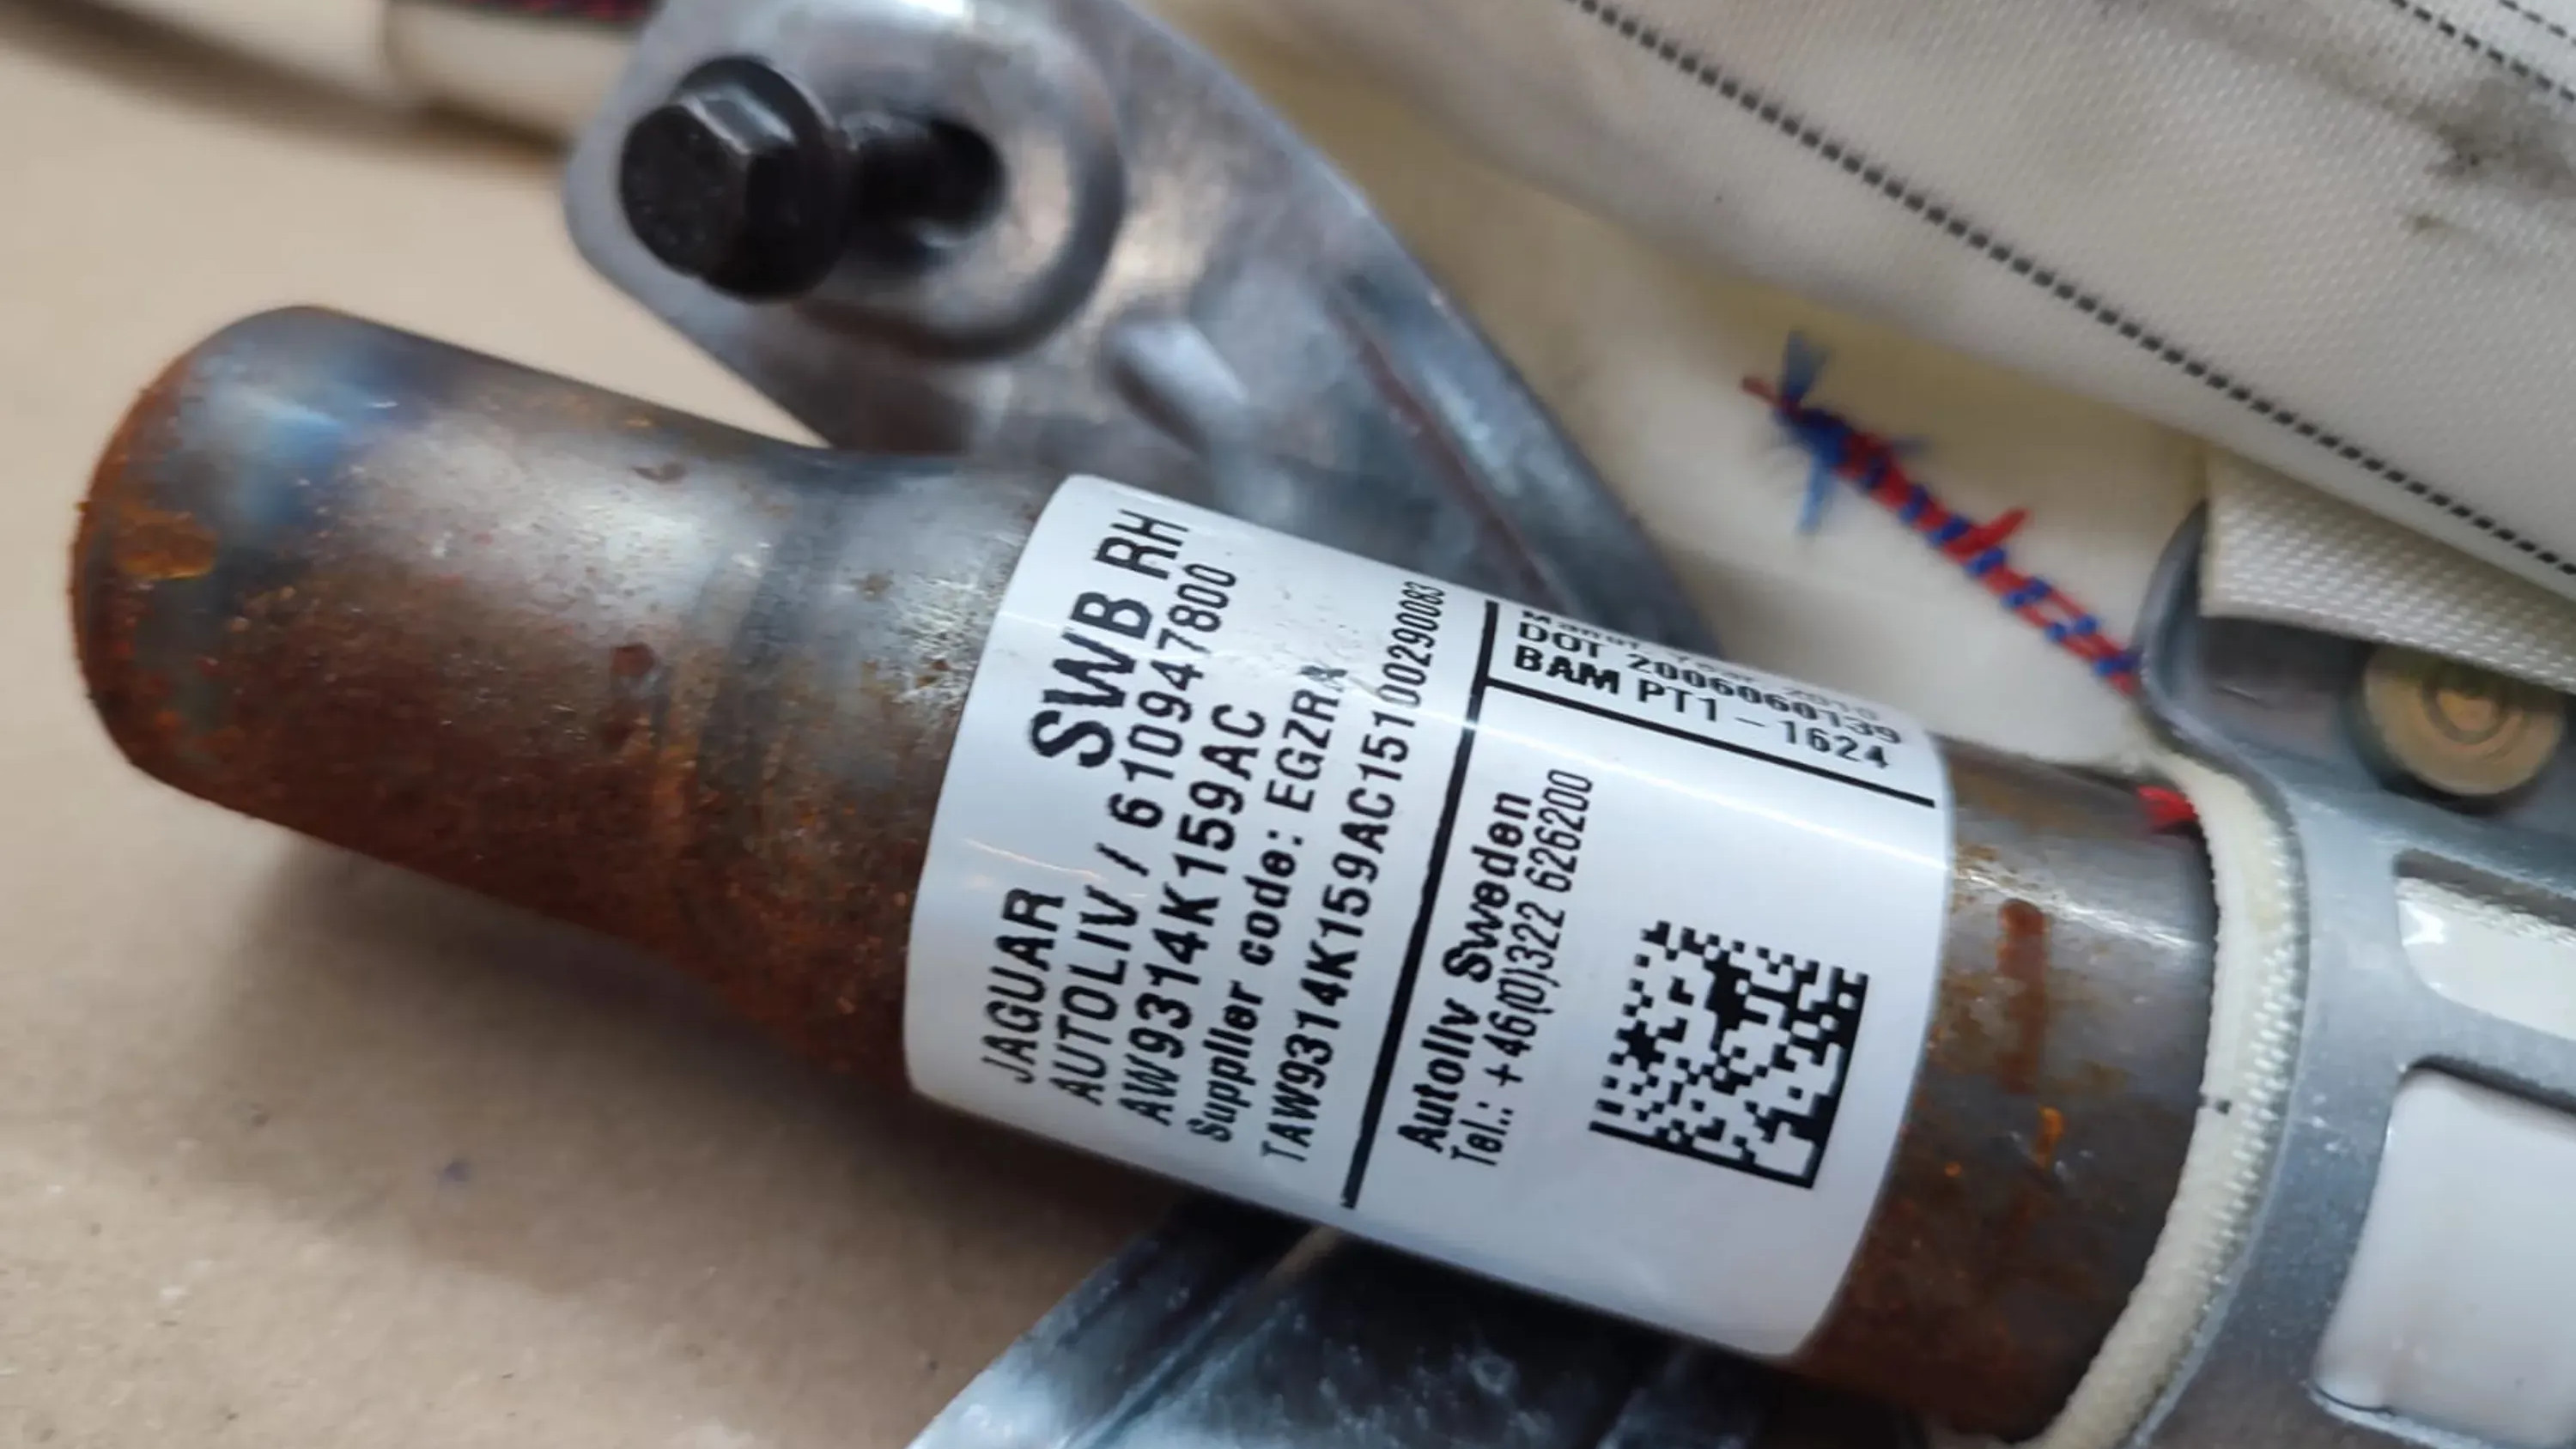 JAGUAR SWB RH
AUTOLIV / 610947800
AW9314K159AC
Supplier code: EGZRA
TAW9314K159AC15100290083
Autoliv Sweden
Tel.: +46(0)322 626200
DOT 2006060139
BAM PT1 - 1624